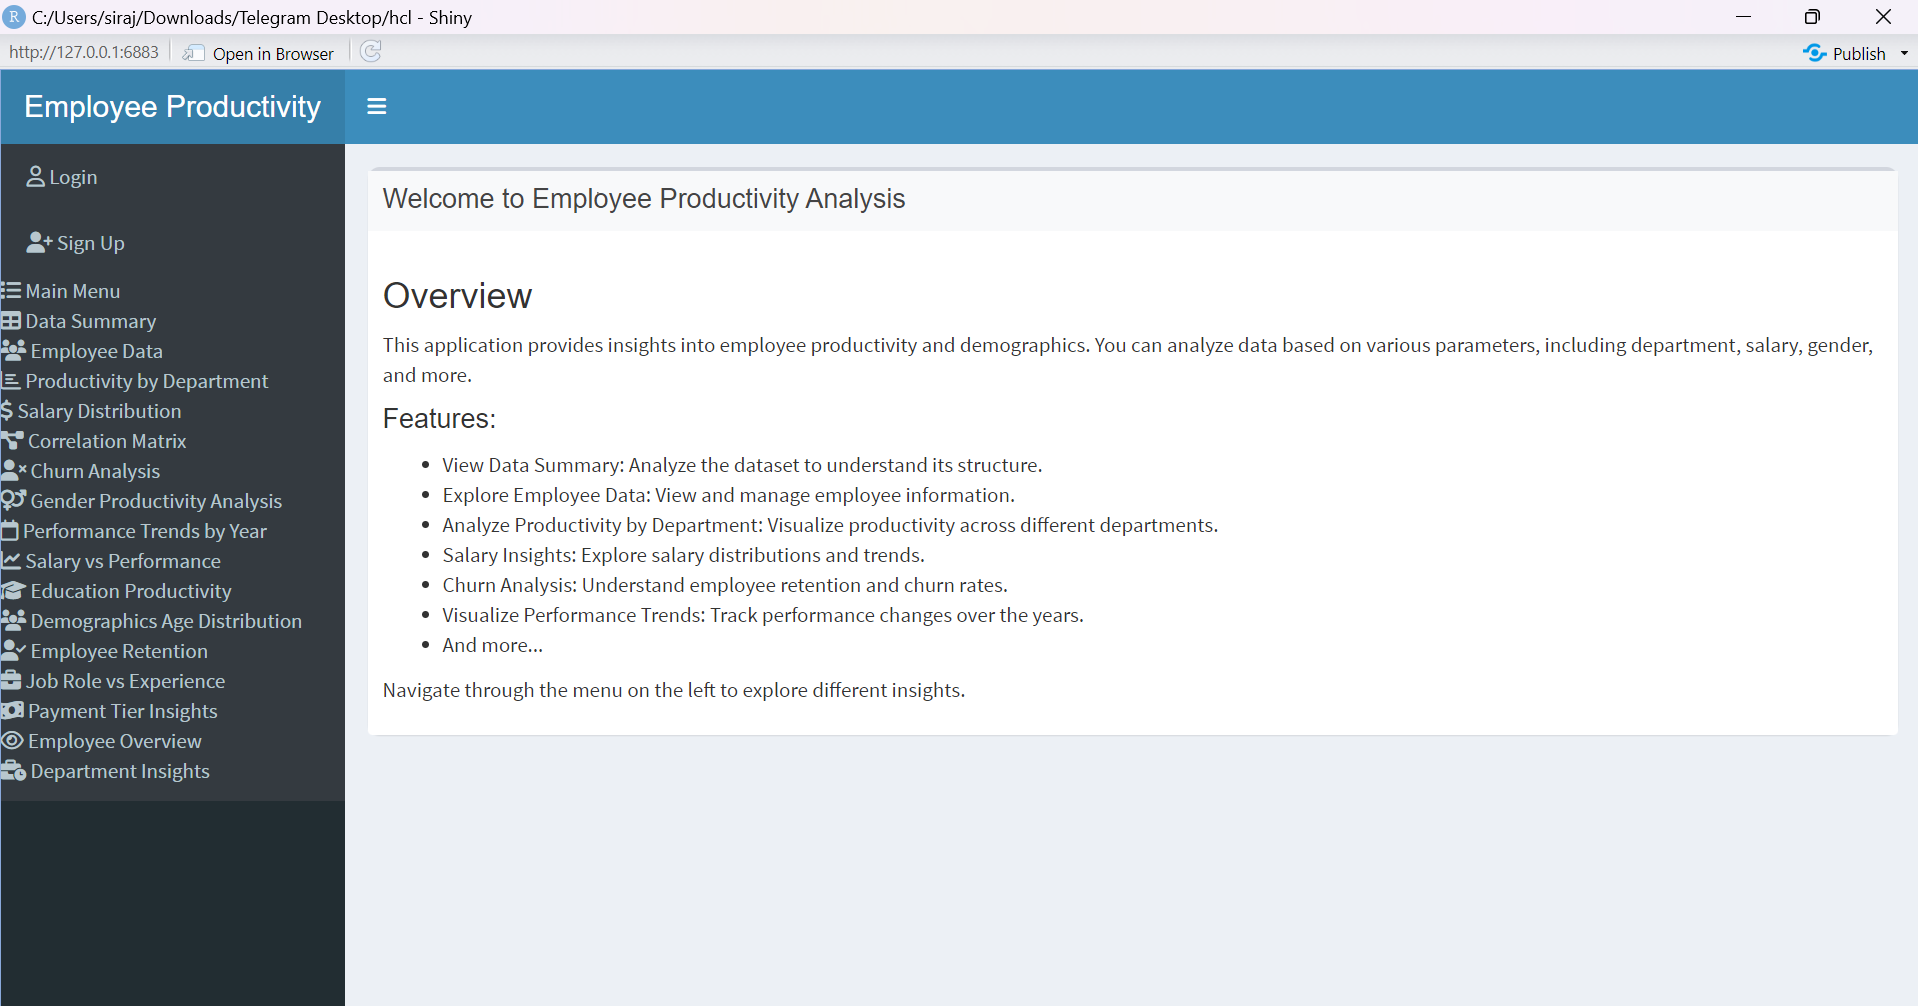 R C:/Users/siraj/Downloads/Telegram Desktop/hcl - Shiny
http://127.0.0.1:6883 Open in Browser Publish
Employee Productivity
Login
Sign Up
Main Menu
Data Summary
Employee Data
Productivity by Department
Salary Distribution
Correlation Matrix
Churn Analysis
Gender Productivity Analysis
Performance Trends by Year
Salary vs Performance
Education Productivity
Demographics Age Distribution
Employee Retention
Job Role vs Experience
Payment Tier Insights
Employee Overview
Department Insights
Welcome to Employee Productivity Analysis
Overview
This application provides insights into employee productivity and demographics. You can analyze data based on various parameters, including department, salary, gender,
and more.
Features:
• View Data Summary: Analyze the dataset to understand its structure.
• Explore Employee Data: View and manage employee information.
• Analyze Productivity by Department: Visualize productivity across different departments.
• Salary Insights: Explore salary distributions and trends.
• Churn Analysis: Understand employee retention and churn rates.
• Visualize Performance Trends: Track performance changes over the years.
• And more...
Navigate through the menu on the left to explore different insights.